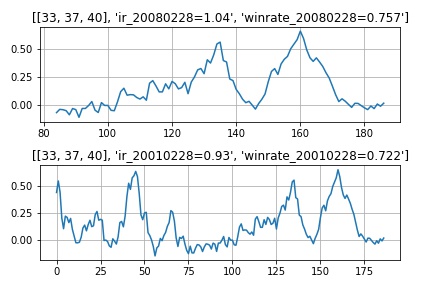 [[33, 37, 40], 'ir_20080228=1.04', 'winrate_20080228=0.757']
0.50
0.25
0.00
80 100 120 140 160 180
[[33, 37, 40], 'ir_20010228=0.93', 'winrate_20010228=0.722']
0.50
0.25
0.00
0 25 50 75 100 125 150 175